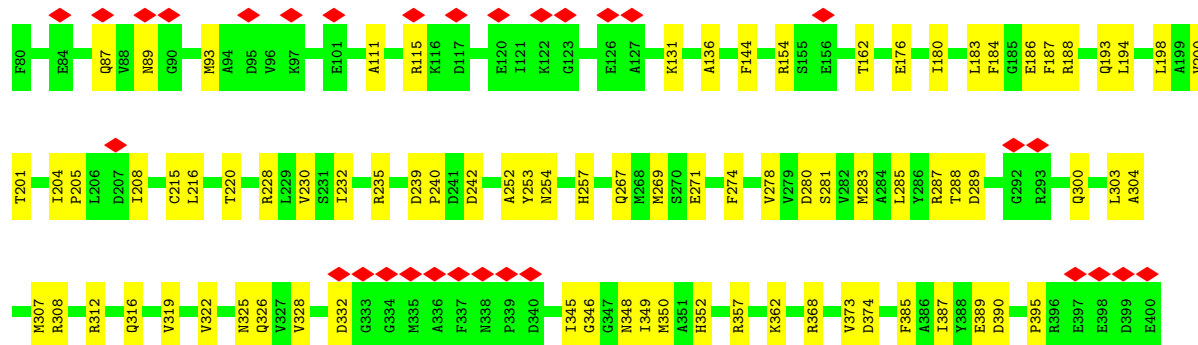 F80 E84 Q87 V88 N89 G90 M93 A94 D95 V96 K97 E101 A111 R115 K116 D117 E120 I121 K122 G123 E126 A127 K131 A136 F144 R154 S155 E156 T162 E176 I180 L183 F184 G185 E186 F187 R188 Q193 L194 L198 A199 V200
T201 I204 P205 L206 D207 I208 C215 L216 T220 R228 L229 V230 S231 I232 R235 D239 P240 D241 D242 A252 Y253 N254 H257 Q267 M268 M269 S270 E271 F274 V278 V279 D280 S281 V282 M283 A284 L285 Y286 R287 T288 D289 G292 R293 Q300 L303 A304
M307 R308 R312 Q316 V319 V322 N325 Q326 V327 V328 D332 G333 G334 M335 A336 F337 N338 P339 D340 I345 G346 G347 N348 I349 M350 A351 H352 R357 K362 R368 V373 D374 F385 A386 I387 Y388 E389 D390 P395 R396 E397 E398 D399 E400